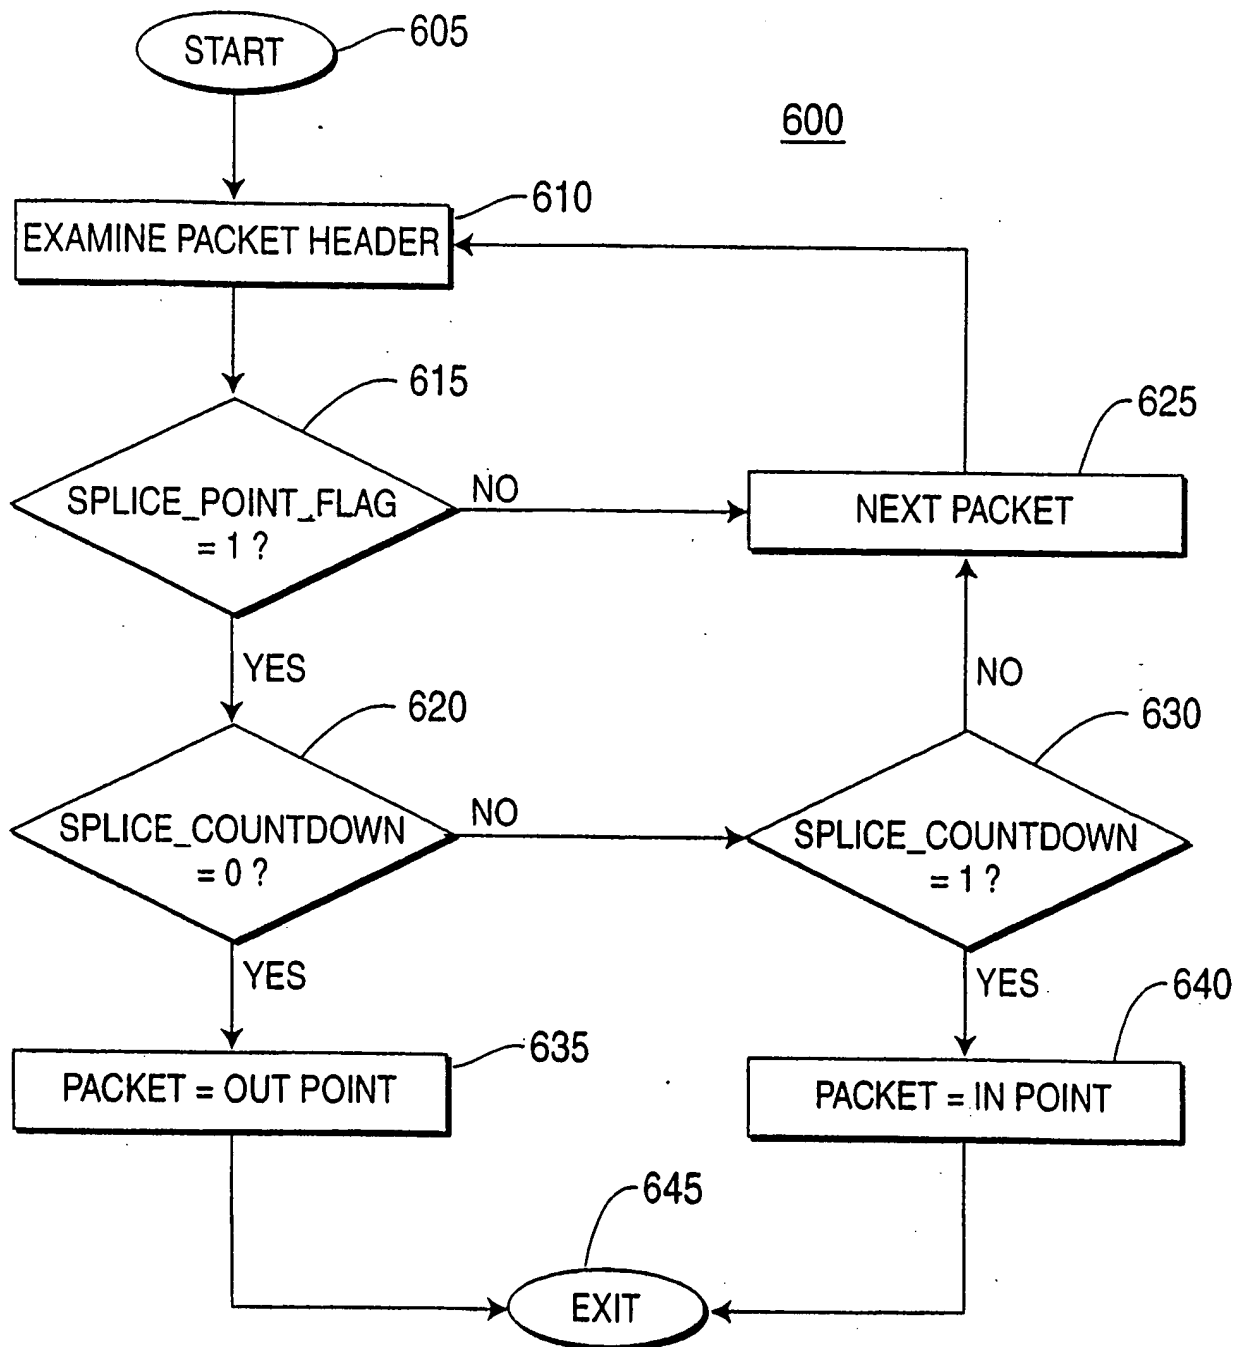 START
605
600
EXAMINE PACKET HEADER
610
615
SPLICE_POINT_FLAG
= 1 ?
NO
625
NEXT PACKET
YES
NO
620
630
SPLICE_COUNTDOWN
= 0 ?
NO
SPLICE_COUNTDOWN
= 1 ?
YES
YES
635
PACKET = OUT POINT
640
PACKET = IN POINT
645
EXIT